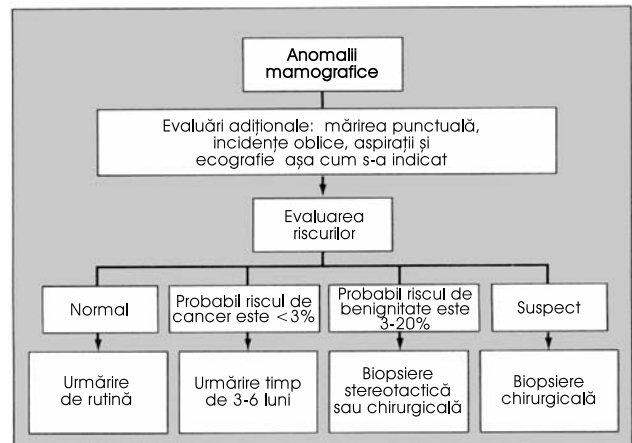 Anomalii
mamografice
Evaluări adiționale: mărirea punctuală,
incidențe oblice, aspirații și
ecografie așa cum s-a indicat
Evaluarea
riscurilor
Normal
Probabil riscul de
cancer este <3%
Probabil riscul de
benignitate este
3-20%
Suspect
Urmărire
de rutină
Urmărire timp
de 3-6 luni
Biopsiere
stereotactică
sau chirurgicală
Biopsiere
chirurgicală